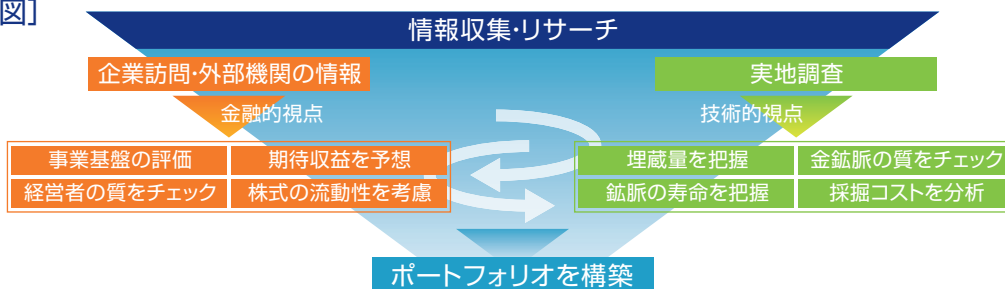 図]
情報収集・リサーチ
企業訪問・外部機関の情報
実地調査
金融的視点
技術的視点
事業基盤の評価
期待収益を予想
経営者の質をチェック
株式の流動性を考慮
埋蔵量を把握
金鉱脈の質をチェック
鉱脈の寿命を把握
採掘コストを分析
ポートフォリオを構築